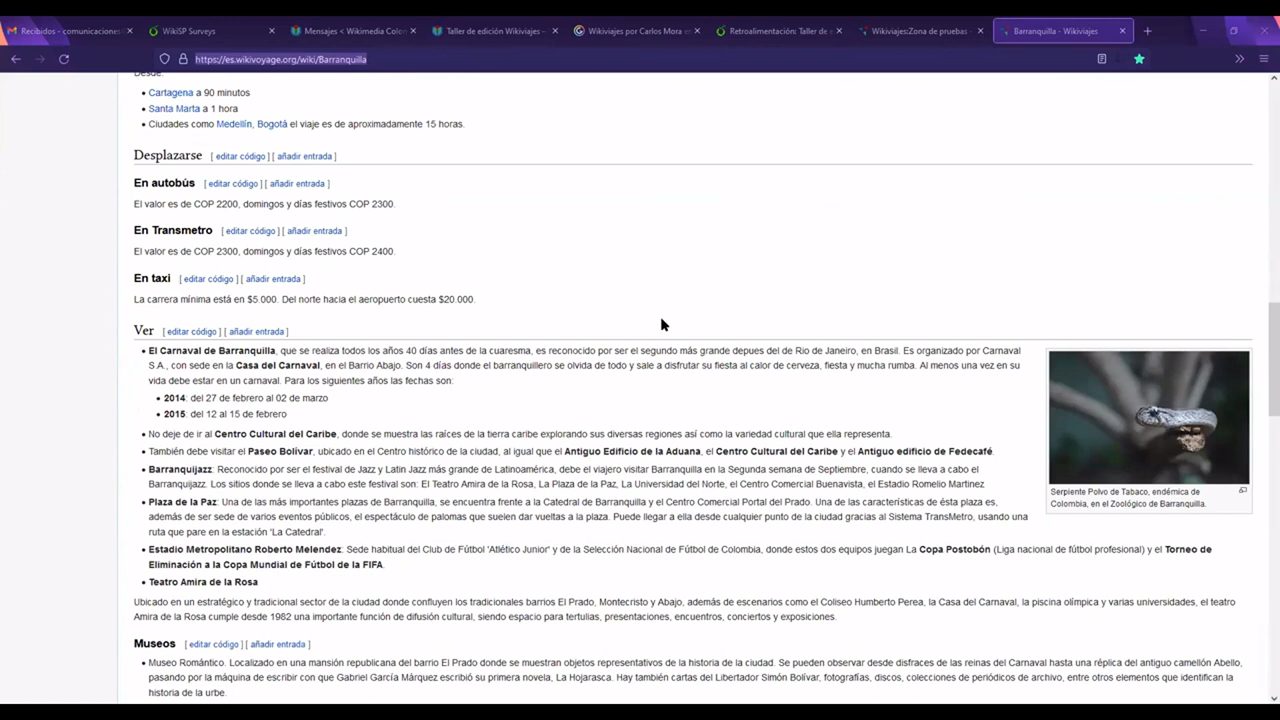 Recibidos - comunicaciones
WikiSP Surveys
Mensajes < Wikimedia Colom
Taller de edición Wikiviajes –
Wikiviajes por Carlos Mora e
Retroalimentación: Taller de e
Wikiviajes:Zona de pruebas -
Barranquilla - Wikiviajes
https://es.wikivoyage.org/wiki/Barranquilla
Desde:
Cartagena a 90 minutos
Santa Marta a 1 hora
Ciudades como Medellín, Bogotá el viaje es de aproximadamente 15 horas.
Desplazarse [ editar código ] [ añadir entrada ]
En autobús [ editar código ] [ añadir entrada ]
El valor es de COP 2200, domingos y días festivos COP 2300.
En Transmetro [ editar código ] [ añadir entrada ]
El valor es de COP 2300, domingos y días festivos COP 2400.
En taxi [ editar código ] [ añadir entrada ]
La carrera mínima está en $5.000. Del norte hacia el aeropuerto cuesta $20.000.
Ver [ editar código ] [ añadir entrada ]
El Carnaval de Barranquilla, que se realiza todos los años 40 días antes de la cuaresma, es reconocido por ser el segundo más grande depues del de Rio de Janeiro, en Brasil. Es organizado por Carnaval
S.A., con sede en la Casa del Carnaval, en el Barrio Abajo. Son 4 días donde el barranquillero se olvida de todo y sale a disfrutar su fiesta al calor de cerveza, fiesta y mucha rumba. Al menos una vez en su
vida debe estar en un carnaval. Para los siguientes años las fechas son:
2014: del 27 de febrero al 02 de marzo
2015: del 12 al 15 de febrero
No deje de ir al Centro Cultural del Caribe, donde se muestra las raíces de la tierra caribe explorando sus diversas regiones así como la variedad cultural que ella representa.
También debe visitar el Paseo Bolívar, ubicado en el Centro histórico de la ciudad, al igual que el Antiguo Edificio de la Aduana, el Centro Cultural del Caribe y el Antiguo edificio de Fedecafé.
Barranquijazz: Reconocido por ser el festival de Jazz y Latin Jazz más grande de Latinoamérica, debe el viajero visitar Barranquilla en la Segunda semana de Septiembre, cuando se lleva a cabo el
Barranquijazz. Los sitios donde se lleva a cabo este festival son: El Teatro Amira de la Rosa, La Plaza de la Paz, La Universidad del Norte, el Centro Comercial Buenavista, el Estadio Romelio Martinez
Plaza de la Paz: Una de las más importantes plazas de Barranquilla, se encuentra frente a la Catedral de Barranquilla y el Centro Comercial Portal del Prado. Una de las características de ésta plaza es,
además de ser sede de varios eventos públicos, el espectáculo de palomas que suelen dar vueltas a la plaza. Puede llegar a ella desde cualquier punto de la ciudad gracias al Sistema TransMetro, usando una
ruta que pare en la estación 'La Catedral'.
Estadio Metropolitano Roberto Melendez: Sede habitual del Club de Fútbol 'Atlético Junior' y de la Selección Nacional de Fútbol de Colombia, donde estos dos equipos juegan La Copa Postobón (Liga nacional de fútbol profesional) y el Torneo de
Eliminación a la Copa Mundial de Fútbol de la FIFA.
Teatro Amira de la Rosa
Serpiente Polvo de Tabaco, endémica de
Colombia, en el Zoológico de Barranquilla.
Ubicado en un estratégico y tradicional sector de la ciudad donde confluyen los tradicionales barrios El Prado, Montecristo y Abajo, además de escenarios como el Coliseo Humberto Perea, la Casa del Carnaval, la piscina olímpica y varias universidades, el teatro
Amira de la Rosa cumple desde 1982 una importante función de difusión cultural, siendo espacio para tertulias, presentaciones, encuentros, conciertos y exposiciones.
Museos [ editar código ] [ añadir entrada ]
Museo Romántico. Localizado en una mansión republicana del barrio El Prado donde se muestran objetos representativos de la historia de la ciudad. Se pueden observar desde disfraces de las reinas del Carnaval hasta una réplica del antiguo camellón Abello,
pasando por la máquina de escribir con que Gabriel García Márquez escribió su primera novela, La Hojarasca. Hay también cartas del Libertador Simón Bolívar, fotografías, discos, colecciones de periódicos de archivo, entre otros elementos que identifican la
historia de la urbe.